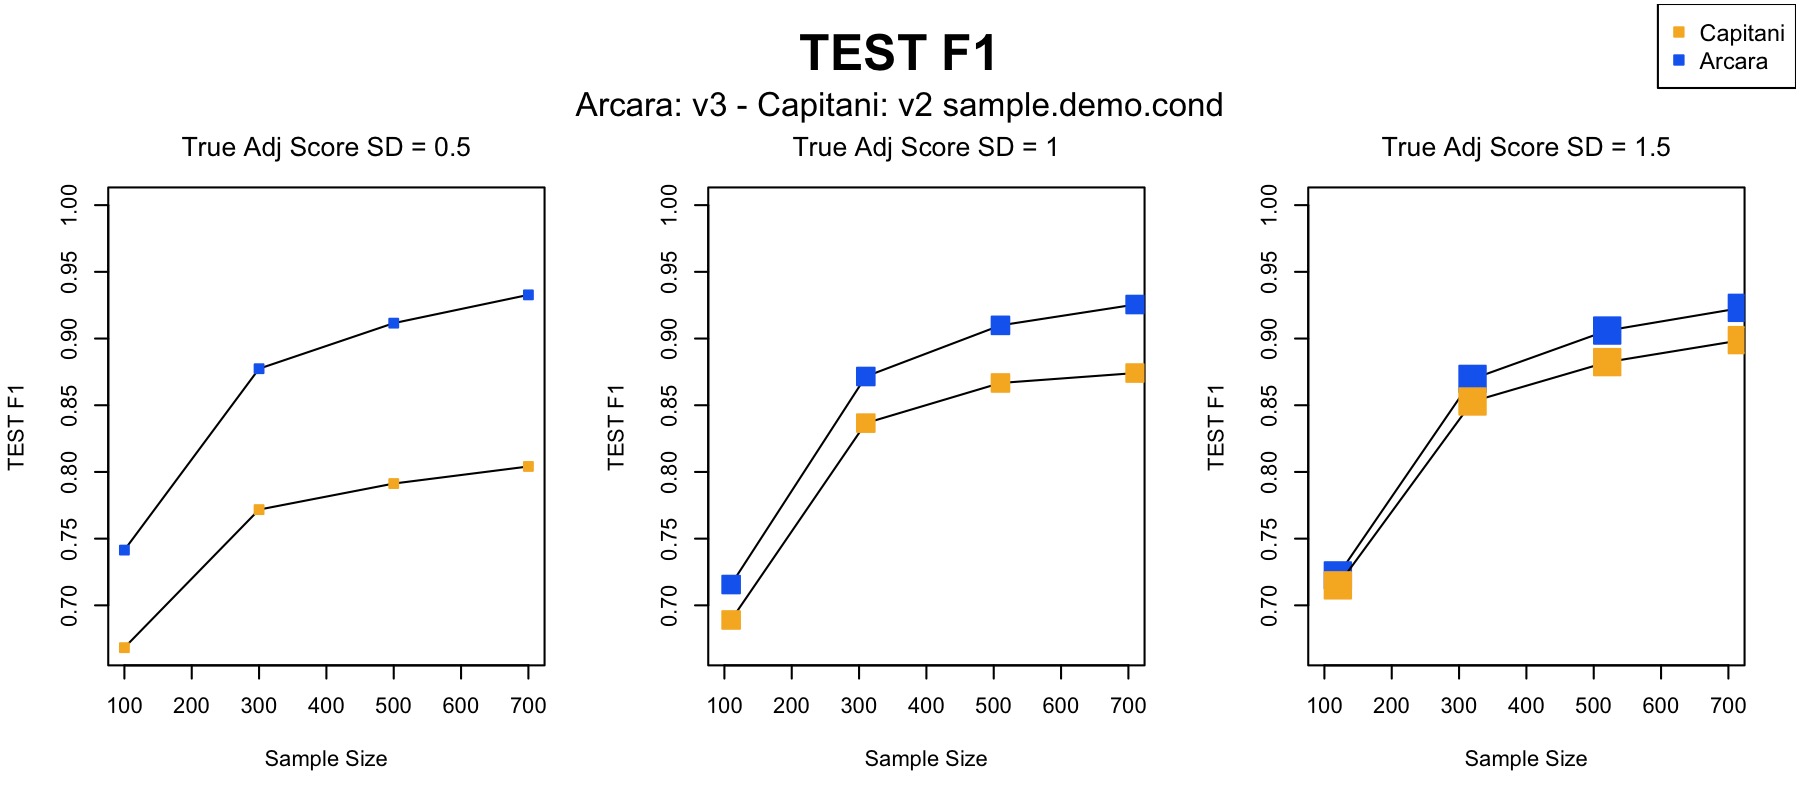 TEST F1
Arcara: v3 - Capitani: v2 sample.demo.cond
Capitani
Arcara
True Adj Score SD = 0.5
TEST F1
1.00
0.95
0.90
0.85
0.80
0.75
0.70
100 200 300 400 500 600 700
Sample Size
True Adj Score SD = 1
TEST F1
1.00
0.95
0.90
0.85
0.80
0.75
0.70
100 200 300 400 500 600 700
Sample Size
True Adj Score SD = 1.5
TEST F1
1.00
0.95
0.90
0.85
0.80
0.75
0.70
100 200 300 400 500 600 700
Sample Size